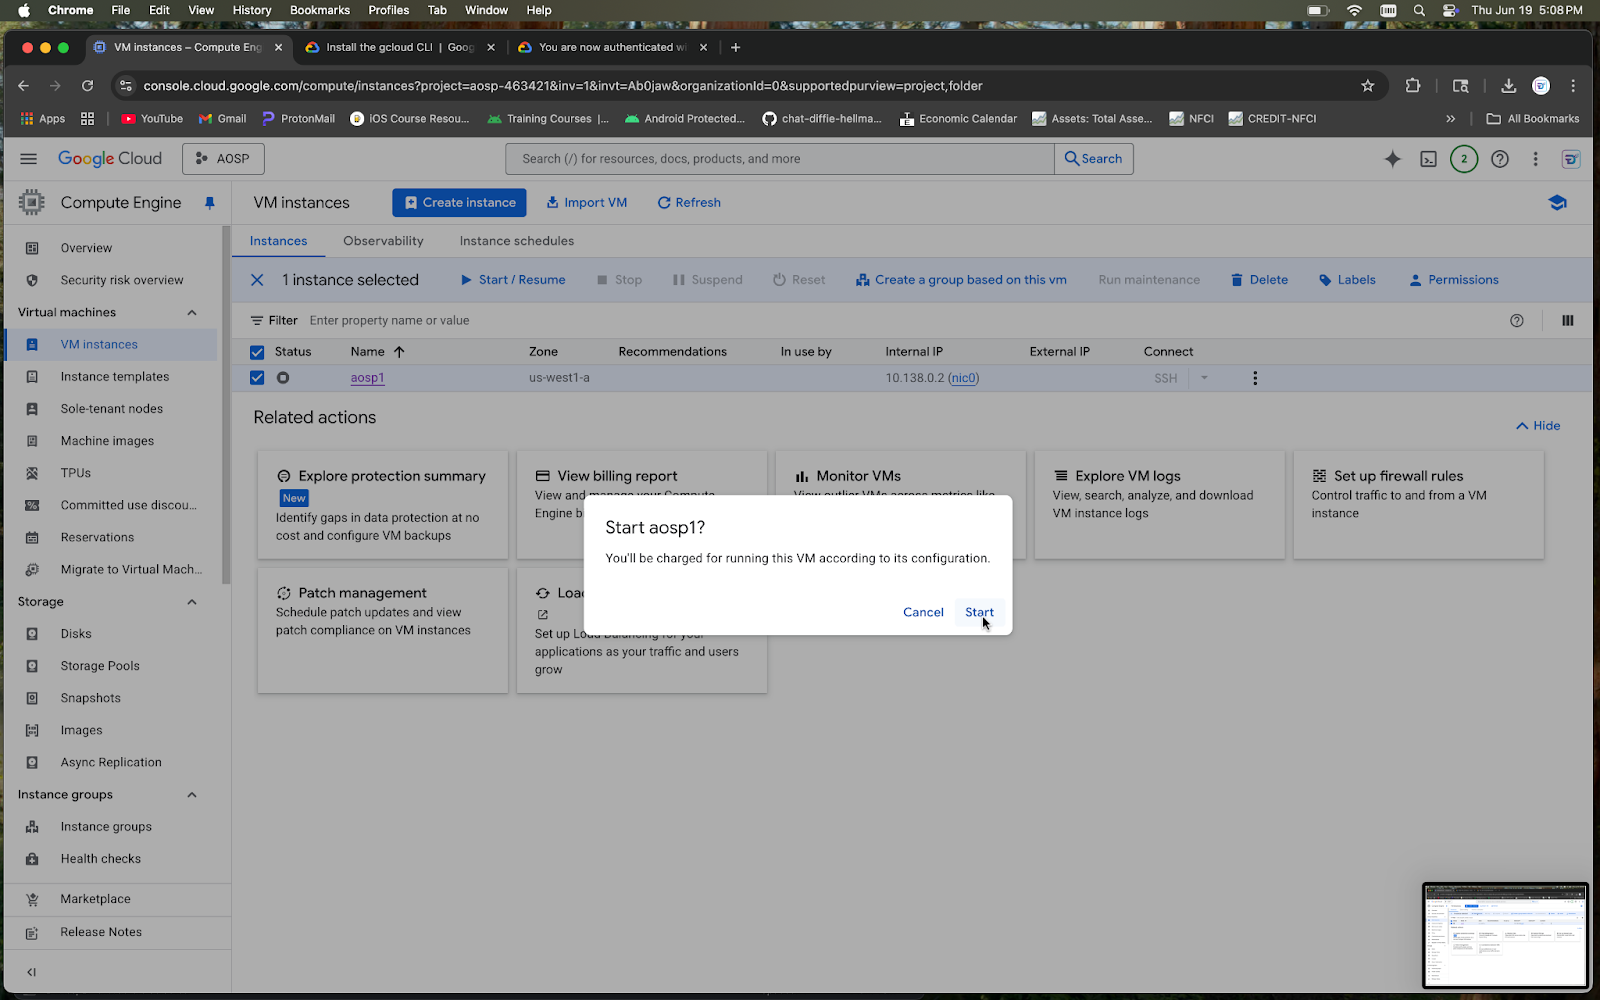 Chrome File Edit View History Bookmarks Profiles Tab Window Help Thu Jun 19 5:08 PM
VM instances – Compute Eng Install the gcloud CLI | Goog You are now authenticated wi
console.cloud.google.com/compute/instances?project=aosp-463421&inv=1&invt=Ab0jaw&organizationId=0&supportedpurview=project,folder
Apps YouTube Gmail ProtonMail iOS Course Resou... Training Courses |... Android Protected... chat-diffie-hellma... Economic Calendar Assets: Total Asse... NFCI CREDIT-NFCI » All Bookmarks
Google Cloud AOSP Search (/) for resources, docs, products, and more Search 2
Compute Engine VM instances Create instance Import VM Refresh
Instances Observability Instance schedules
1 instance selected Start / Resume Stop Suspend Reset Create a group based on this vm Run maintenance Delete Labels Permissions
Filter Enter property name or value
Status Name Zone Recommendations In use by Internal IP External IP Connect
aosp1 us-west1-a 10.138.0.2 (nic0) SSH
Overview
Security risk overview
Virtual machines
VM instances
Instance templates
Sole-tenant nodes
Machine images
TPUs
Committed use discou...
Reservations
Migrate to Virtual Mach...
Storage
Disks
Storage Pools
Snapshots
Images
Async Replication
Instance groups
Instance groups
Health checks
Marketplace
Release Notes
Related actions
Hide
Explore protection summary
New
Identify gaps in data protection at no
cost and configure VM backups
View billing report
View and manage your Compute
Engine b
Monitor VMs
View outlier VMs across metrics like
Explore VM logs
View, search, analyze, and download
VM instance logs
Set up firewall rules
Control traffic to and from a VM
instance
Patch management
Schedule patch updates and view
patch compliance on VM instances
Loa
Set up Load Balancing for your
applications as your traffic and users
grow
Start aosp1?
You'll be charged for running this VM according to its configuration.
Cancel Start